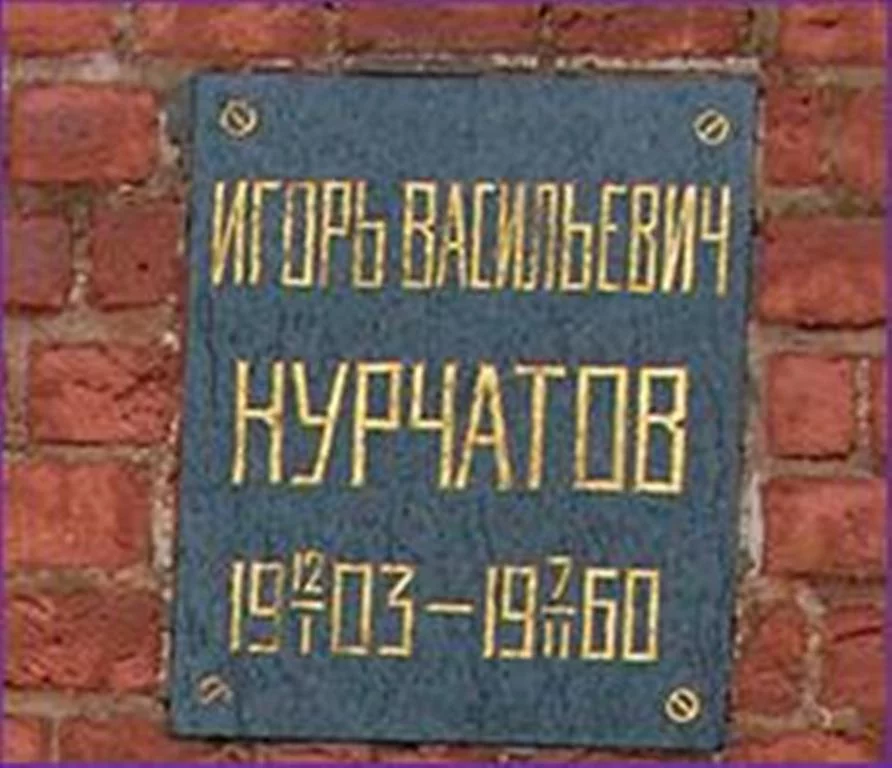 ИГОРЬ ВАСИЛЬЕВИЧ
КУРЧАТОВ
19 12/I 03 — 19 7/II 60